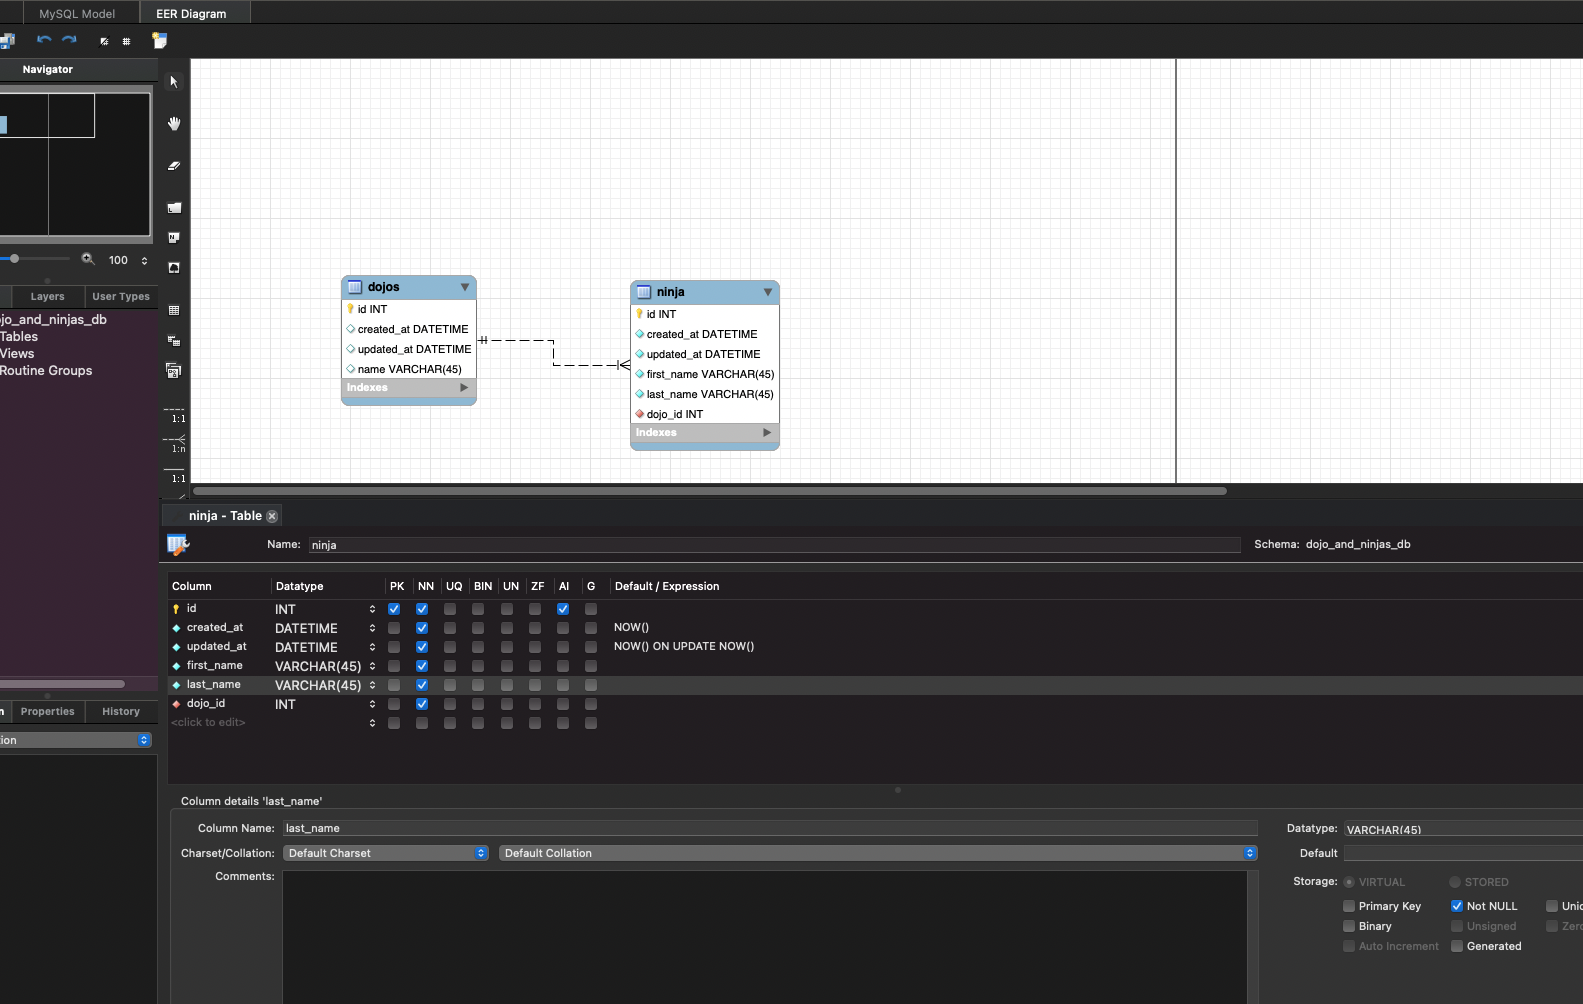 MySQL Model
EER Diagram
Navigator
100
Layers
User Types
jo_and_ninjas_db
Tables
Views
Routine Groups
1:1
1:n
1:1
dojos
id INT
created_at DATETIME
updated_at DATETIME
name VARCHAR(45)
Indexes
ninja
id INT
created_at DATETIME
updated_at DATETIME
first_name VARCHAR(45)
last_name VARCHAR(45)
dojo_id INT
Indexes
ninja - Table
Name: ninja
Schema: dojo_and_ninjas_db
Column Datatype PK NN UQ BIN UN ZF AI G Default / Expression
id INT
created_at DATETIME NOW()
updated_at DATETIME NOW() ON UPDATE NOW()
first_name VARCHAR(45)
last_name VARCHAR(45)
dojo_id INT
<click to edit>
n
Properties
History
ion
Column details 'last_name'
Column Name: last_name
Datatype: VARCHAR(45)
Charset/Collation: Default Charset Default Collation
Default
Comments:
Storage: VIRTUAL STORED
Primary Key Not NULL Unic
Binary Unsigned Zero
Auto Increment Generated